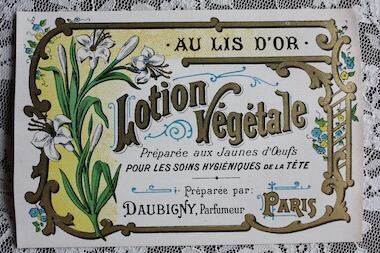 · AU LIS D'OR ·
Lotion
Végétale
Préparée aux Jaunes d'Œufs
POUR LES SOINS HYGIÉNIQUES DE LA TÊTE
Préparée par:
DAUBIGNY, Parfumeur PARIS